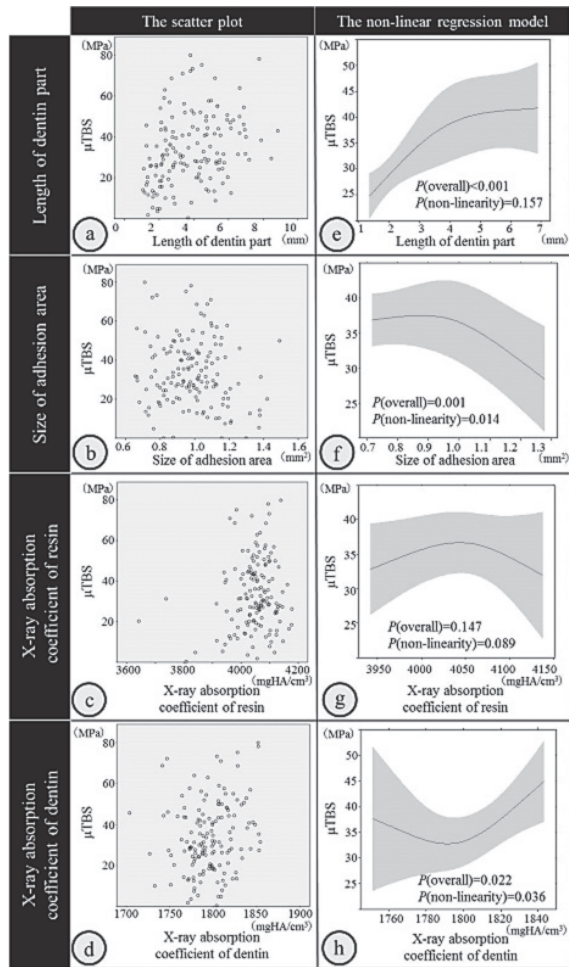 The scatter plot
The non-linear regression model
Length of dentin part
(MPa)
80
60
40
20
μTBS
0 2 4 6 8 10
Length of dentin part
(mm)
a
50
45
40
35
30
25
μTBS
P(overall)<0.001
P(non-linearity)=0.157
1 2 3 4 5 6 7
Length of dentin part
(mm)
e
Size of adhesion area
(MPa)
80
60
40
20
μTBS
0.6 0.8 1.0 1.2 1.4 1.6
Size of adhesion area
(mm²)
b
(MPa)
40
35
30
25
μTBS
P(overall)=0.001
P(non-linearity)=0.014
0.7 0.8 0.9 1.0 1.1 1.2 1.3
Size of adhesion area
(mm²)
f
X-ray absorption
coefficient of resin
(MPa)
80
60
40
20
μTBS
3600 3800 4000 4200
(mgHA/cm³)
X-ray absorption
coefficient of resin
c
(MPa)
40
35
30
25
μTBS
P(overall)=0.147
P(non-linearity)=0.089
3950 4000 4050 4100 4150
(mgHA/cm³)
X-ray absorption
coefficient of resin
g
X-ray absorption
coefficient of dentin
(MPa)
80
60
40
20
μTBS
1700 1750 1800 1850 1900
(mgHA/cm³)
X-ray absorption
coefficient of dentin
d
(MPa)
50
45
40
35
30
25
μTBS
P(overall)=0.022
P(non-linearity)=0.036
1760 1780 1800 1820 1840
(mgHA/cm³)
X-ray absorption
coefficient of dentin
h